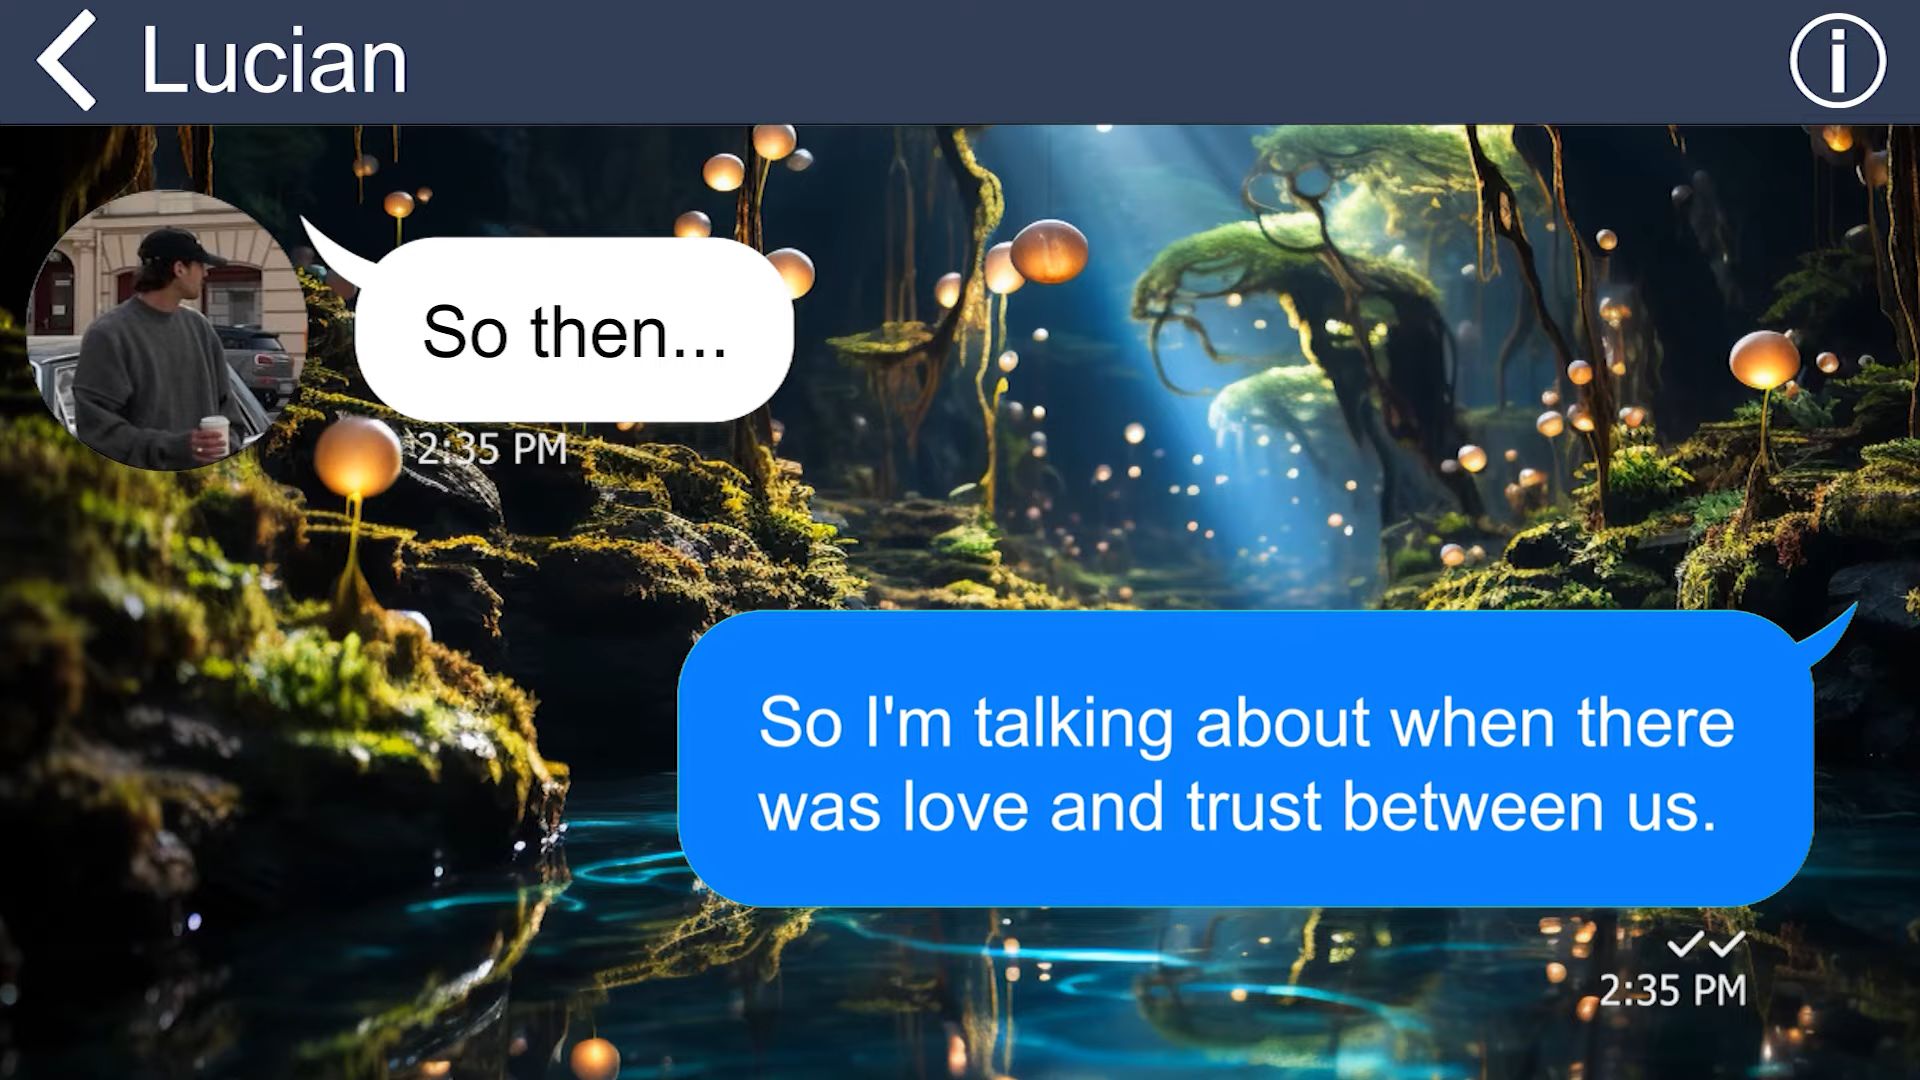 Lucian
So then...
2:35 PM
So I'm talking about when there
was love and trust between us.
2:35 PM